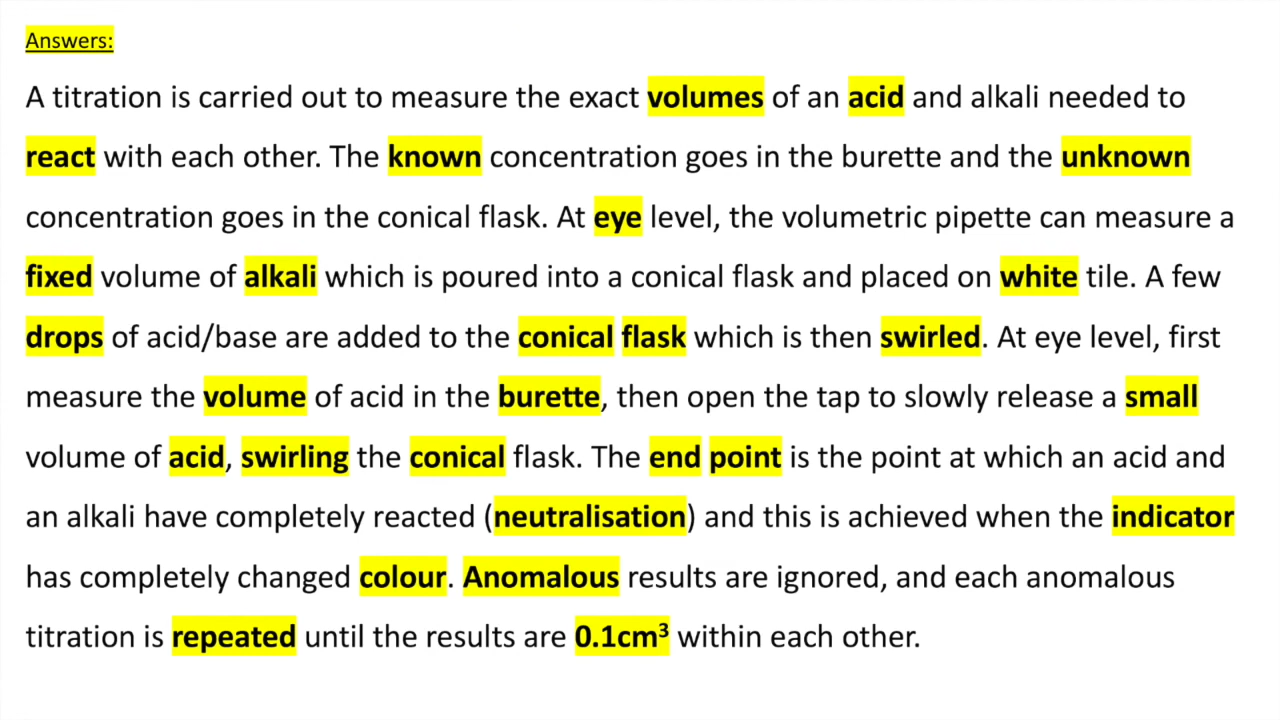 Answers:
A titration is carried out to measure the exact volumes of an acid and alkali needed to
react with each other. The known concentration goes in the burette and the unknown
concentration goes in the conical flask. At eye level, the volumetric pipette can measure a
fixed volume of alkali which is poured into a conical flask and placed on white tile. A few
drops of acid/base are added to the conical flask which is then swirled. At eye level, first
measure the volume of acid in the burette, then open the tap to slowly release a small
volume of acid, swirling the conical flask. The end point is the point at which an acid and
an alkali have completely reacted (neutralisation) and this is achieved when the indicator
has completely changed colour. Anomalous results are ignored, and each anomalous
titration is repeated until the results are 0.1cm³ within each other.